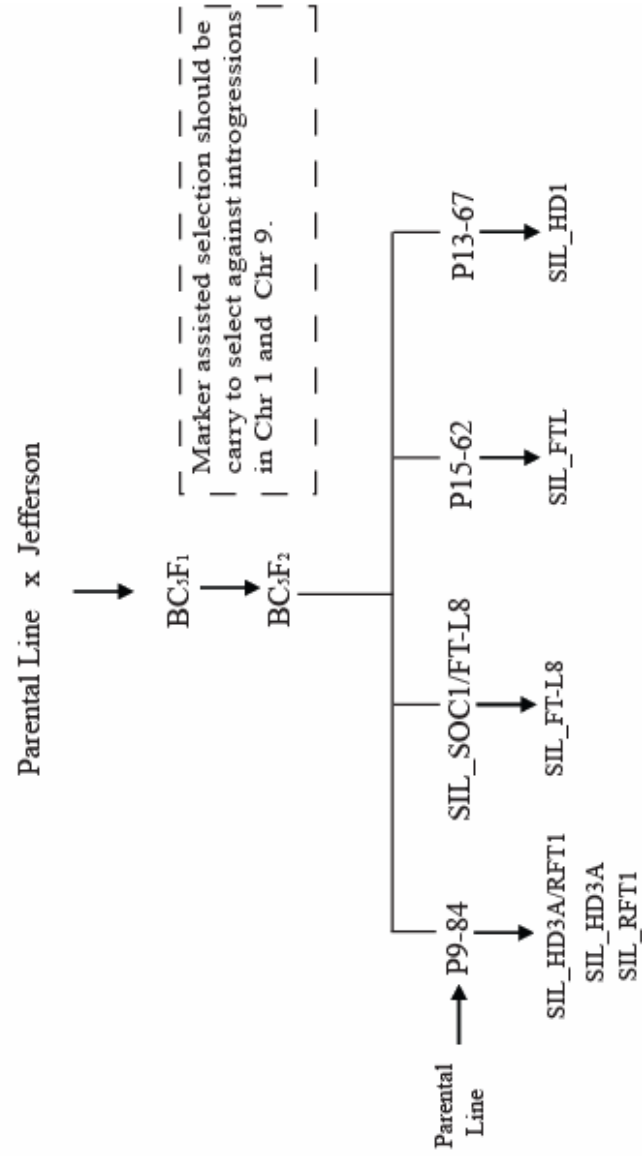 Parental Line x Jefferson
BC₅F₁
Marker assisted selection should be
carry to select against introgressions
in Chr 1 and Chr 9.
BC₅F₂
Parental
Line
P9-84
SIL_SOC1/FT-L8
P15-62
P13-67
SIL_HD3A/RFT1
SIL_HD3A
SIL_RFT1
SIL_FT-L8
SIL_FTL
SIL_HD1